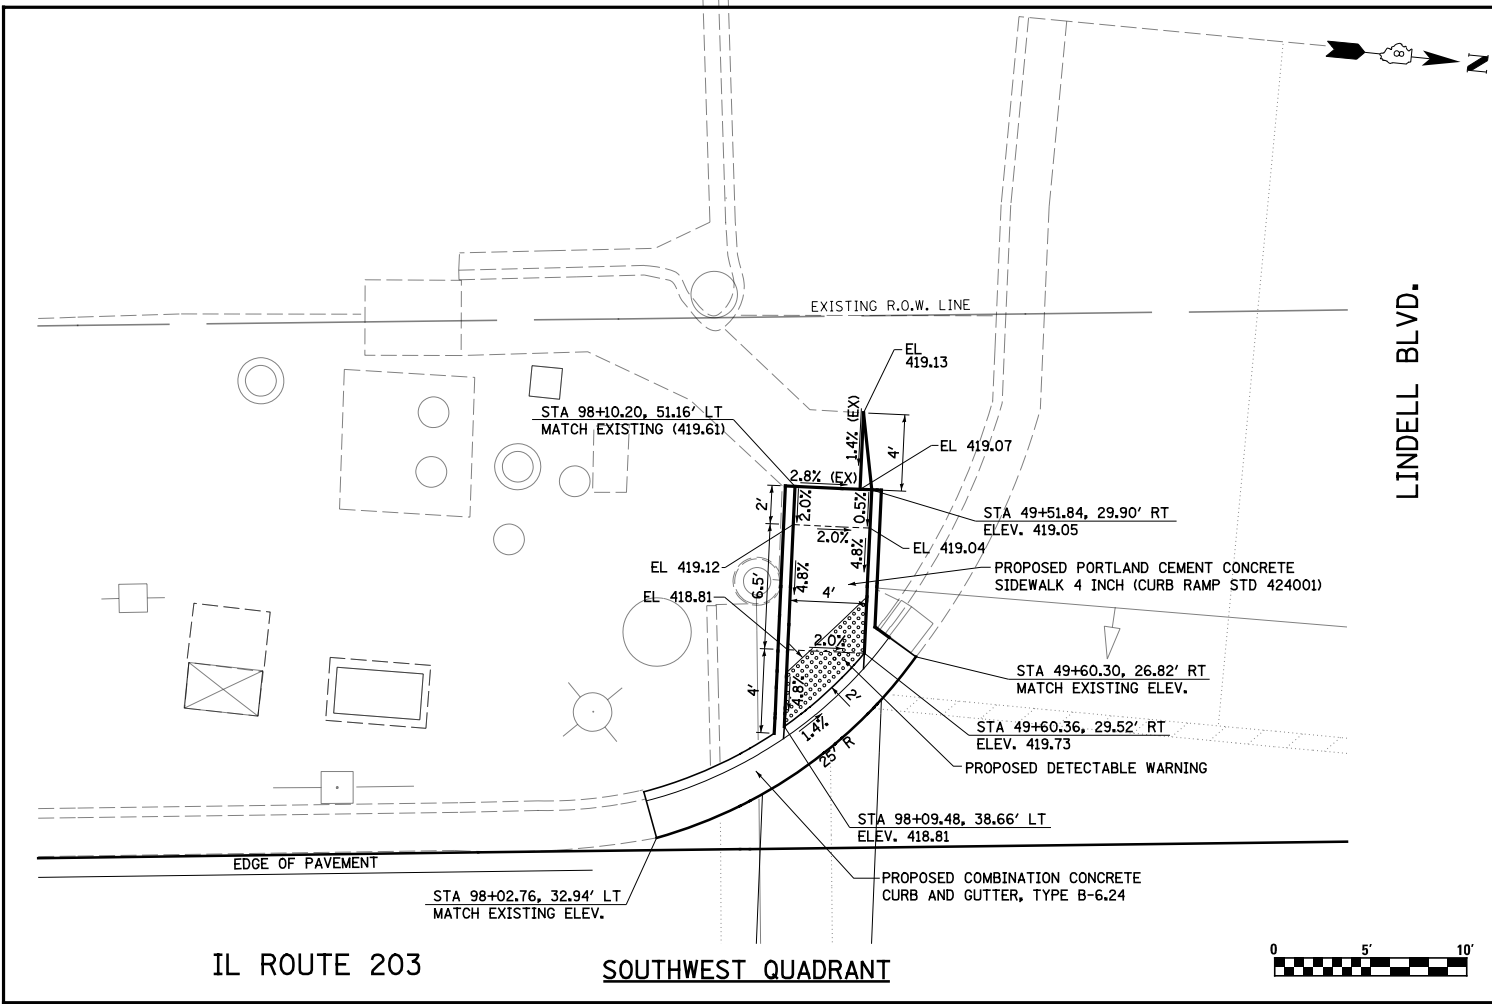 N
EXISTING R.O.W. LINE
LINDELL BLVD.
EL
419.13
STA 98+10.20, 51.16' LT
MATCH EXISTING (419.61)
1.4% (EX)
4'
EL 419.07
2.8% (EX)
2'
2.0%
0.5%
STA 49+51.84, 29.90' RT
ELEV. 419.05
2.0%
EL 419.04
4.8%
EL 419.12
PROPOSED PORTLAND CEMENT CONCRETE
SIDEWALK 4 INCH (CURB RAMP STD 424001)
6.5'
4.8%
4'
EL 418.81
2.0%
STA 49+60.30, 26.82' RT
MATCH EXISTING ELEV.
4'
4.8%
2'
1.4%
25' R
STA 49+60.36, 29.52' RT
ELEV. 419.73
PROPOSED DETECTABLE WARNING
STA 98+09.48, 38.66' LT
ELEV. 418.81
EDGE OF PAVEMENT
PROPOSED COMBINATION CONCRETE
CURB AND GUTTER, TYPE B-6.24
STA 98+02.76, 32.94' LT
MATCH EXISTING ELEV.
IL ROUTE 203
SOUTHWEST QUADRANT
0 5' 10'